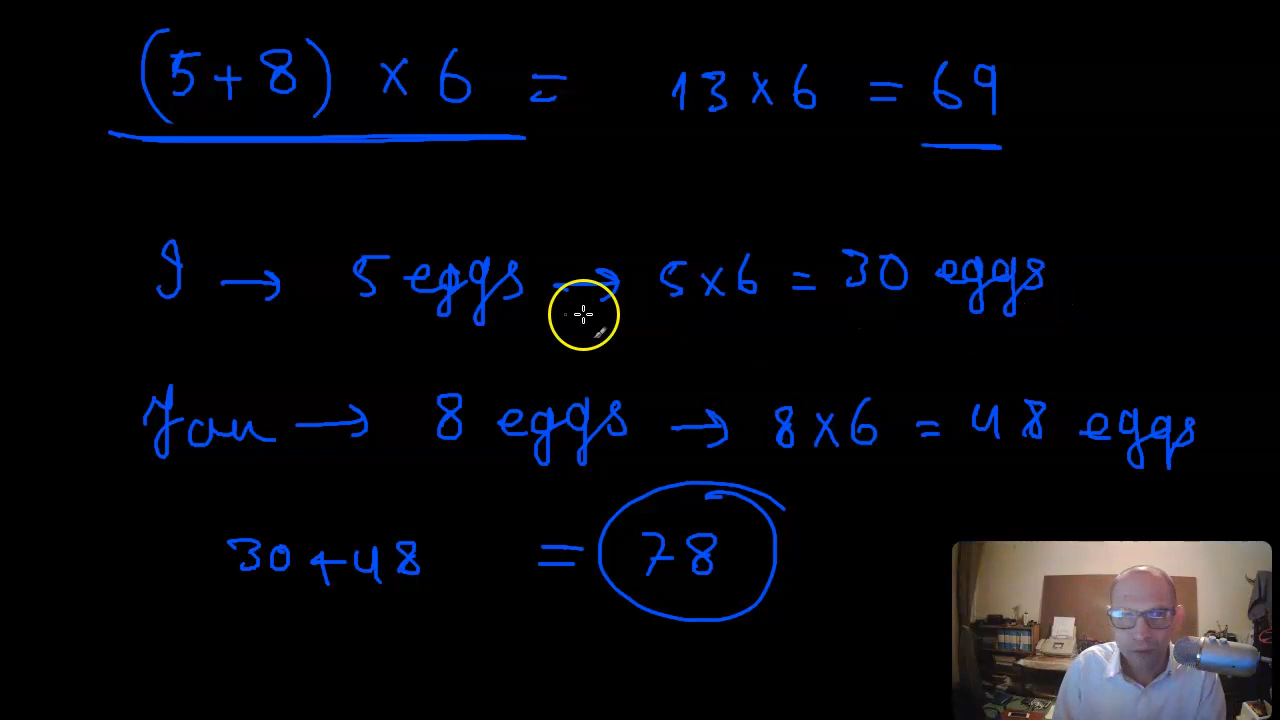 (5+8) × 6 = 13 × 6 = 69
I → 5 eggs → 5 × 6 = 30 eggs
You → 8 eggs → 8 × 6 = 48 eggs
30 + 48 = 78